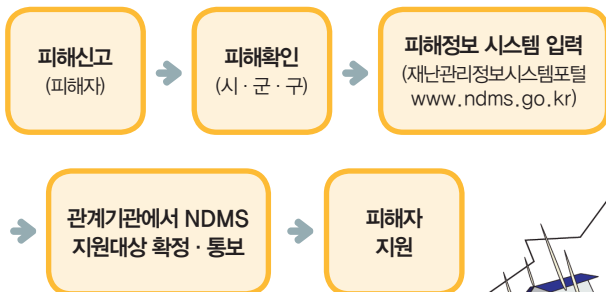 피해신고
(피해자)
피해확인
(시 · 군 · 구)
피해정보 시스템 입력
(재난관리정보시스템포털
www.ndms.go.kr)
관계기관에서 NDMS
지원대상 확정 · 통보
피해자
지원